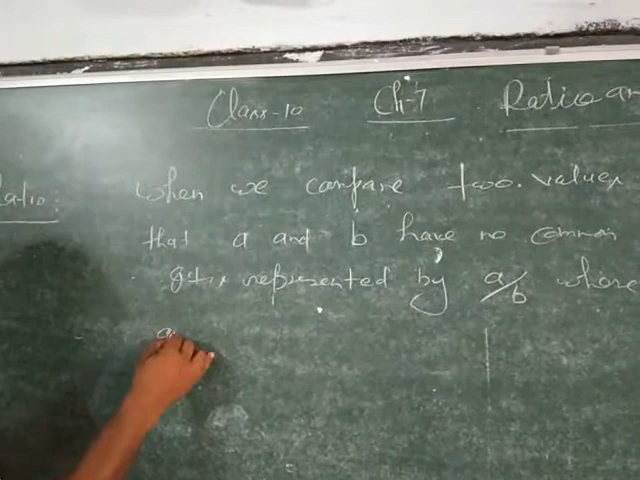 Class-10 Ch-7 Ratio an
Ratio: when we compare two values
that a and b have no common
represented by a/b where
a